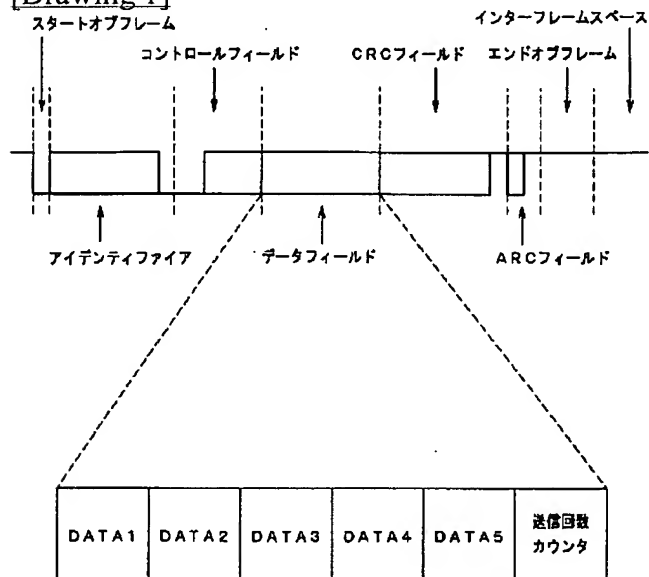 [Drawing 1]
スタートオブフレーム
インターフレームスペース
コントロールフィールド
CRCフィールド
エンドオブフレーム
アイデンティファイア
データフィールド
ARCフィールド
DATA1
DATA2
DATA3
DATA4
DATA5
送信回数
カウンタ